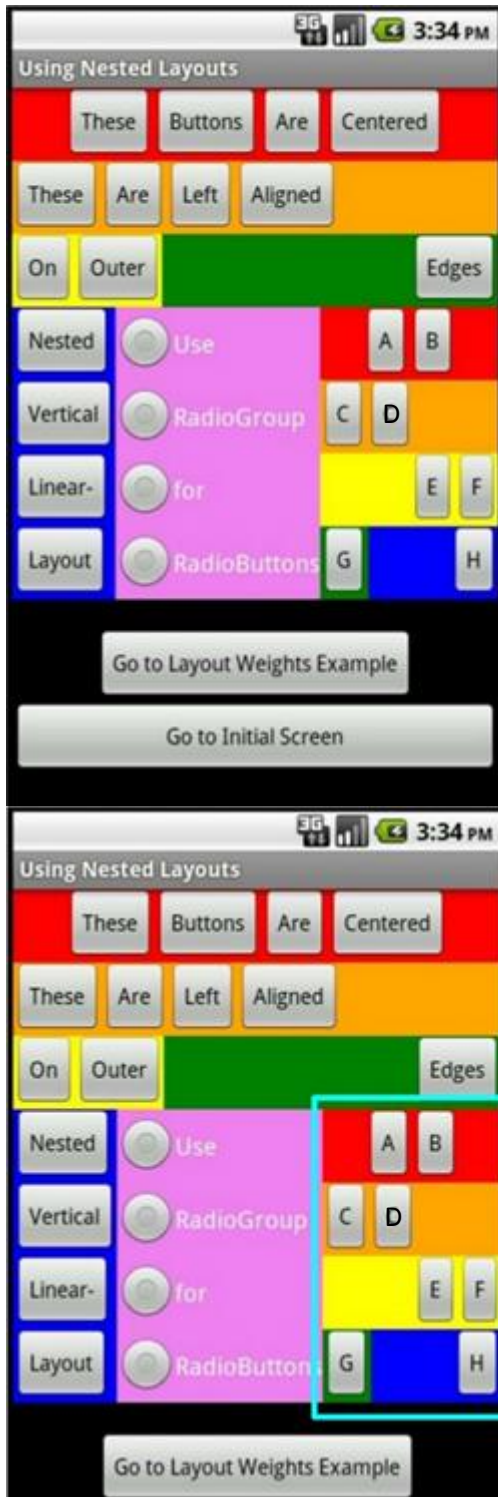 3G 3:34 PM
Using Nested Layouts
These Buttons Are Centered
These Are Left Aligned
On Outer Edges
Nested Use A B
Vertical RadioGroup C D
Linear- for E F
Layout RadioButtons G H
Go to Layout Weights Example
Go to Initial Screen
3G 3:34 PM
Using Nested Layouts
These Buttons Are Centered
These Are Left Aligned
On Outer Edges
Nested Use A B
Vertical RadioGroup C D
Linear- for E F
Layout RadioButtons G H
Go to Layout Weights Example